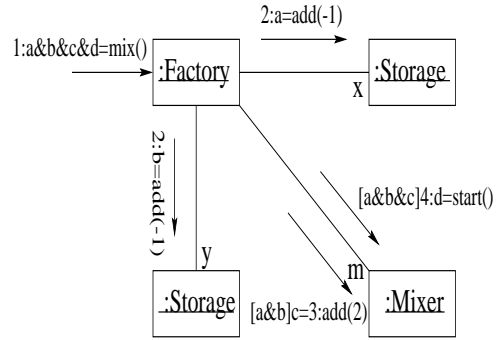 2:a=add(-1)
1:a&b&c&d=mix()
:Factory
:Storage
x
2:b=add(-1)
[a&b&c]4:d=start()
y
m
:Storage
[a&b]c=3:add(2)
:Mixer